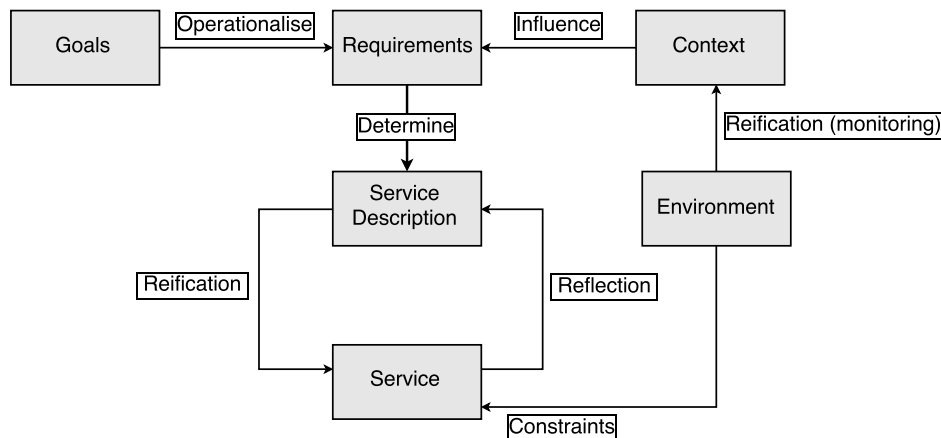 Goals
Operationalise
Requirements
Influence
Context
Determine
Reification (monitoring)
Service
Description
Environment
Reification
Reflection
Service
Constraints